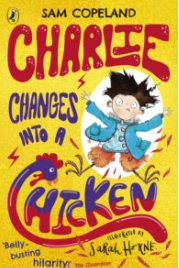 SAM COPELAND
CHARLIE
CHANGES
INTO A
CHICKEN
ILLUSTRATED BY
Sarah Horne
"Belly-
busting
hilarity!" The Guardian